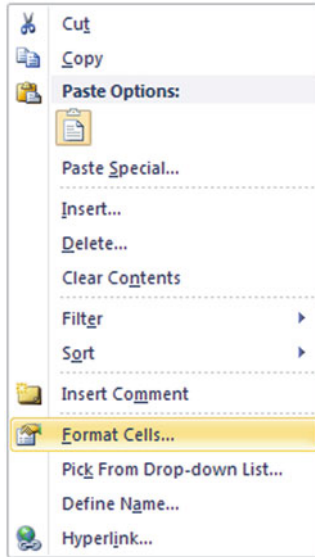 Cut
Copy
Paste Options:
Paste Special...
Insert...
Delete...
Clear Contents
Filter
Sort
Insert Comment
Format Cells...
Pick From Drop-down List...
Define Name...
Hyperlink...